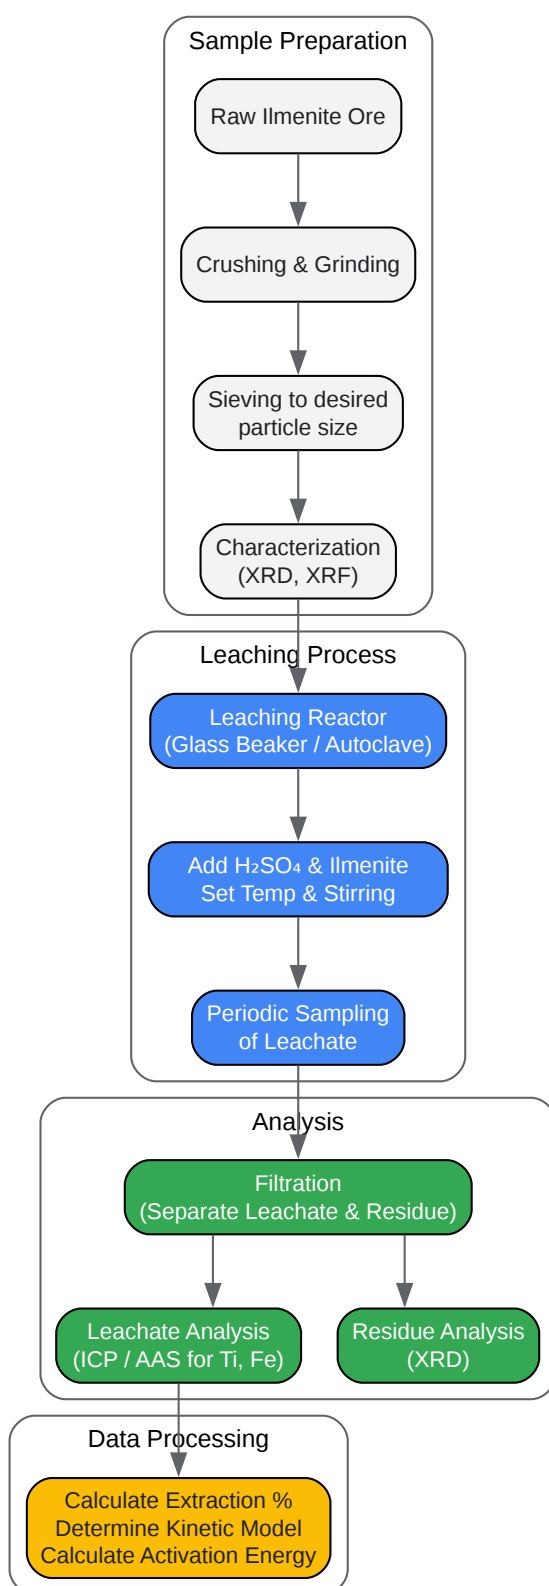 Sample Preparation
Raw Ilmenite Ore
Crushing & Grinding
Sieving to desired
particle size
Characterization
(XRD, XRF)
Leaching Process
Leaching Reactor
(Glass Beaker / Autoclave)
Add H₂SO₄ & Ilmenite
Set Temp & Stirring
Periodic Sampling
of Leachate
Analysis
Filtration
(Separate Leachate & Residue)
Leachate Analysis
(ICP / AAS for Ti, Fe)
Residue Analysis
(XRD)
Data Processing
Calculate Extraction %
Determine Kinetic Model
Calculate Activation Energy